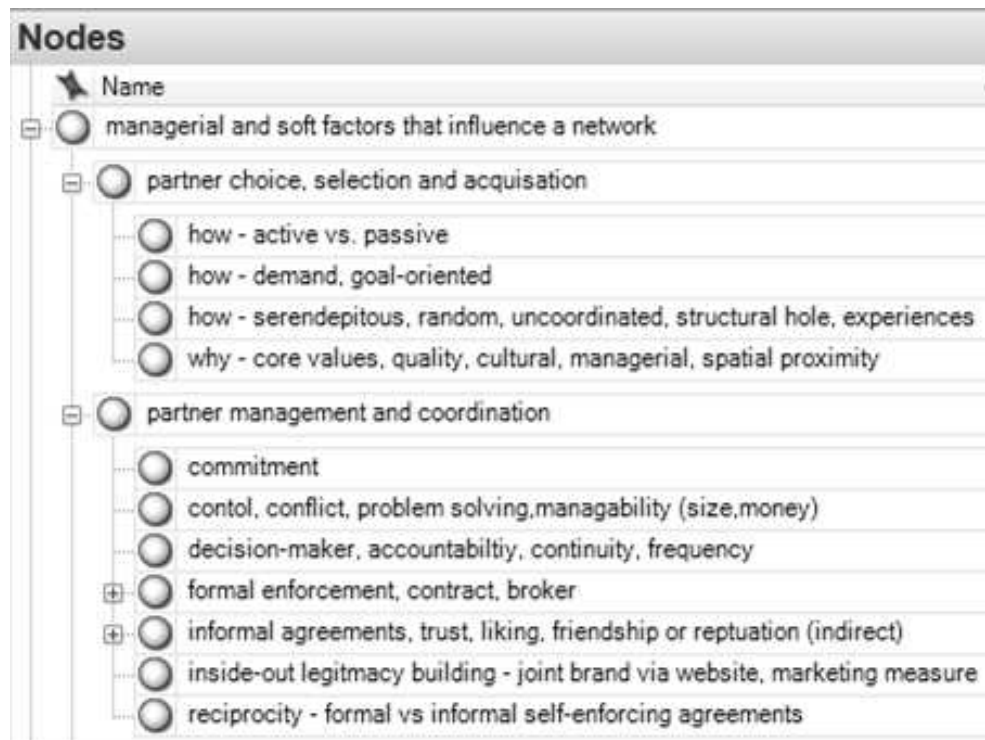 Nodes
Name
managerial and soft factors that influence a network
partner choice, selection and acquisation
how - active vs. passive
how - demand, goal-oriented
how - serendepitous, random, uncoordinated, structural hole, experiences
why - core values, quality, cultural, managerial, spatial proximity
partner management and coordination
commitment
contol, conflict, problem solving,managability (size,money)
decision-maker, accountabiltiy, continuity, frequency
formal enforcement, contract, broker
informal agreements, trust, liking, friendship or reptuation (indirect)
inside-out legitmacy building - joint brand via website, marketing measure
reciprocity - formal vs informal self-enforcing agreements